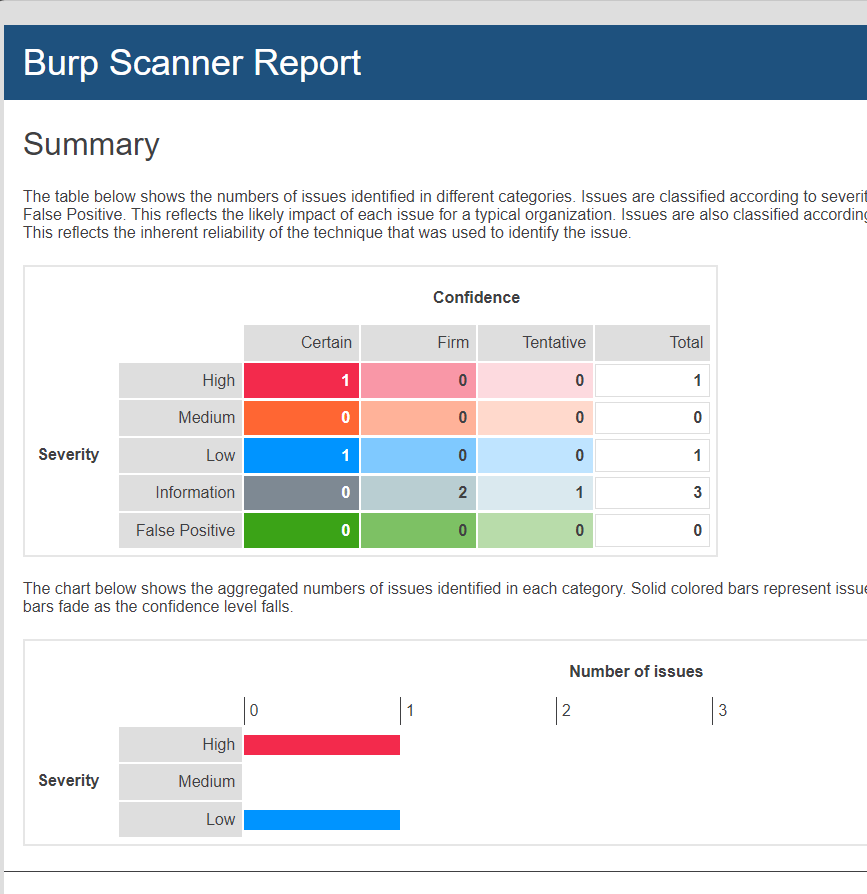 Burp Scanner Report
Summary
The table below shows the numbers of issues identified in different categories. Issues are classified according to
False Positive. This reflects the likely impact of each issue for a typical organization. Issues are also classified
This reflects the inherent reliability of the technique that was used to identify the issue.
Confidence
Certain Firm Tentative Total
High 1 0 0 1
Medium 0 0 0 0
Severity Low 1 0 0 1
Information 0 2 1 3
False Positive 0 0 0 0
The chart below shows the aggregated numbers of issues identified in each category. Solid colored bars represent
bars fade as the confidence level falls.
Number of issues
0 1 2 3
High
Severity Medium
Low